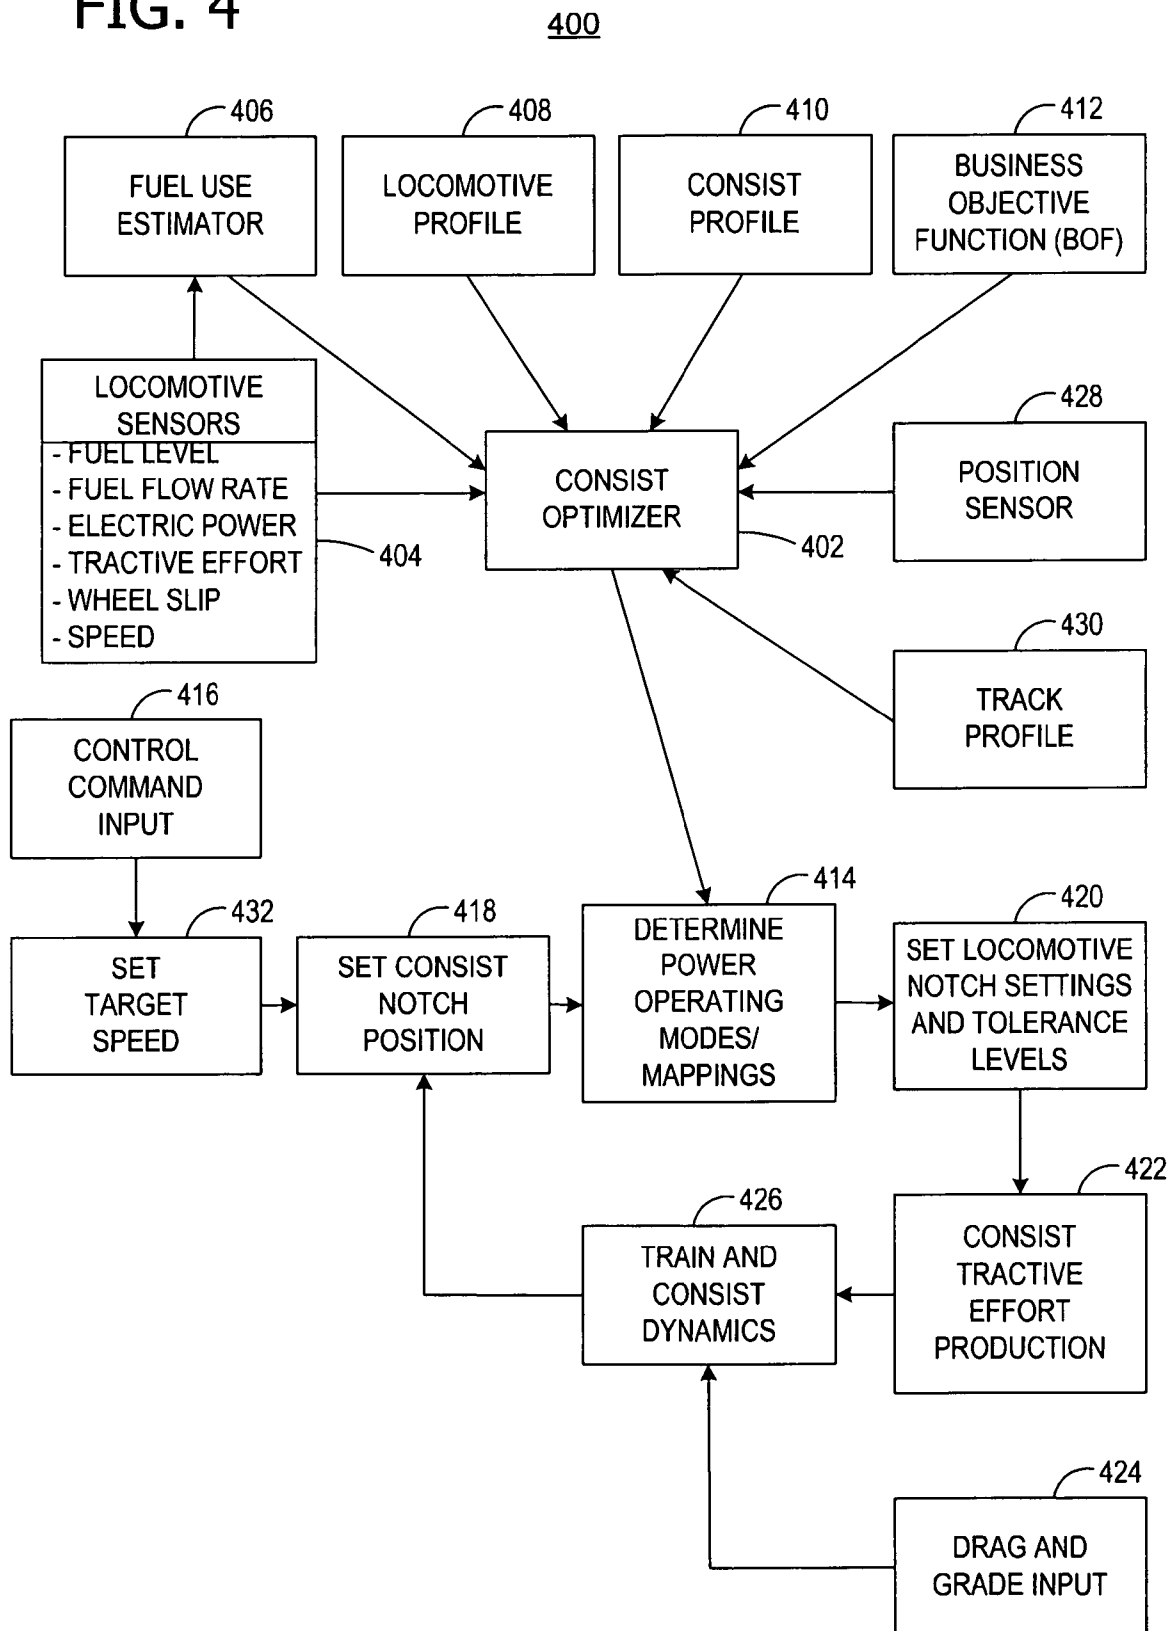 FIG. 4
400
406
408
410
412
FUEL USE
ESTIMATOR
LOCOMOTIVE
PROFILE
CONSIST
PROFILE
BUSINESS
OBJECTIVE
FUNCTION (BOF)
LOCOMOTIVE
SENSORS
- FUEL LEVEL
- FUEL FLOW RATE
- ELECTRIC POWER
- TRACTIVE EFFORT
- WHEEL SLIP
- SPEED
404
CONSIST
OPTIMIZER
402
428
POSITION
SENSOR
430
TRACK
PROFILE
416
CONTROL
COMMAND
INPUT
432
SET
TARGET
SPEED
418
SET CONSIST
NOTCH
POSITION
414
DETERMINE
POWER
OPERATING
MODES/
MAPPINGS
420
SET LOCOMOTIVE
NOTCH SETTINGS
AND TOLERANCE
LEVELS
422
CONSIST
TRACTIVE
EFFORT
PRODUCTION
426
TRAIN AND
CONSIST
DYNAMICS
424
DRAG AND
GRADE INPUT